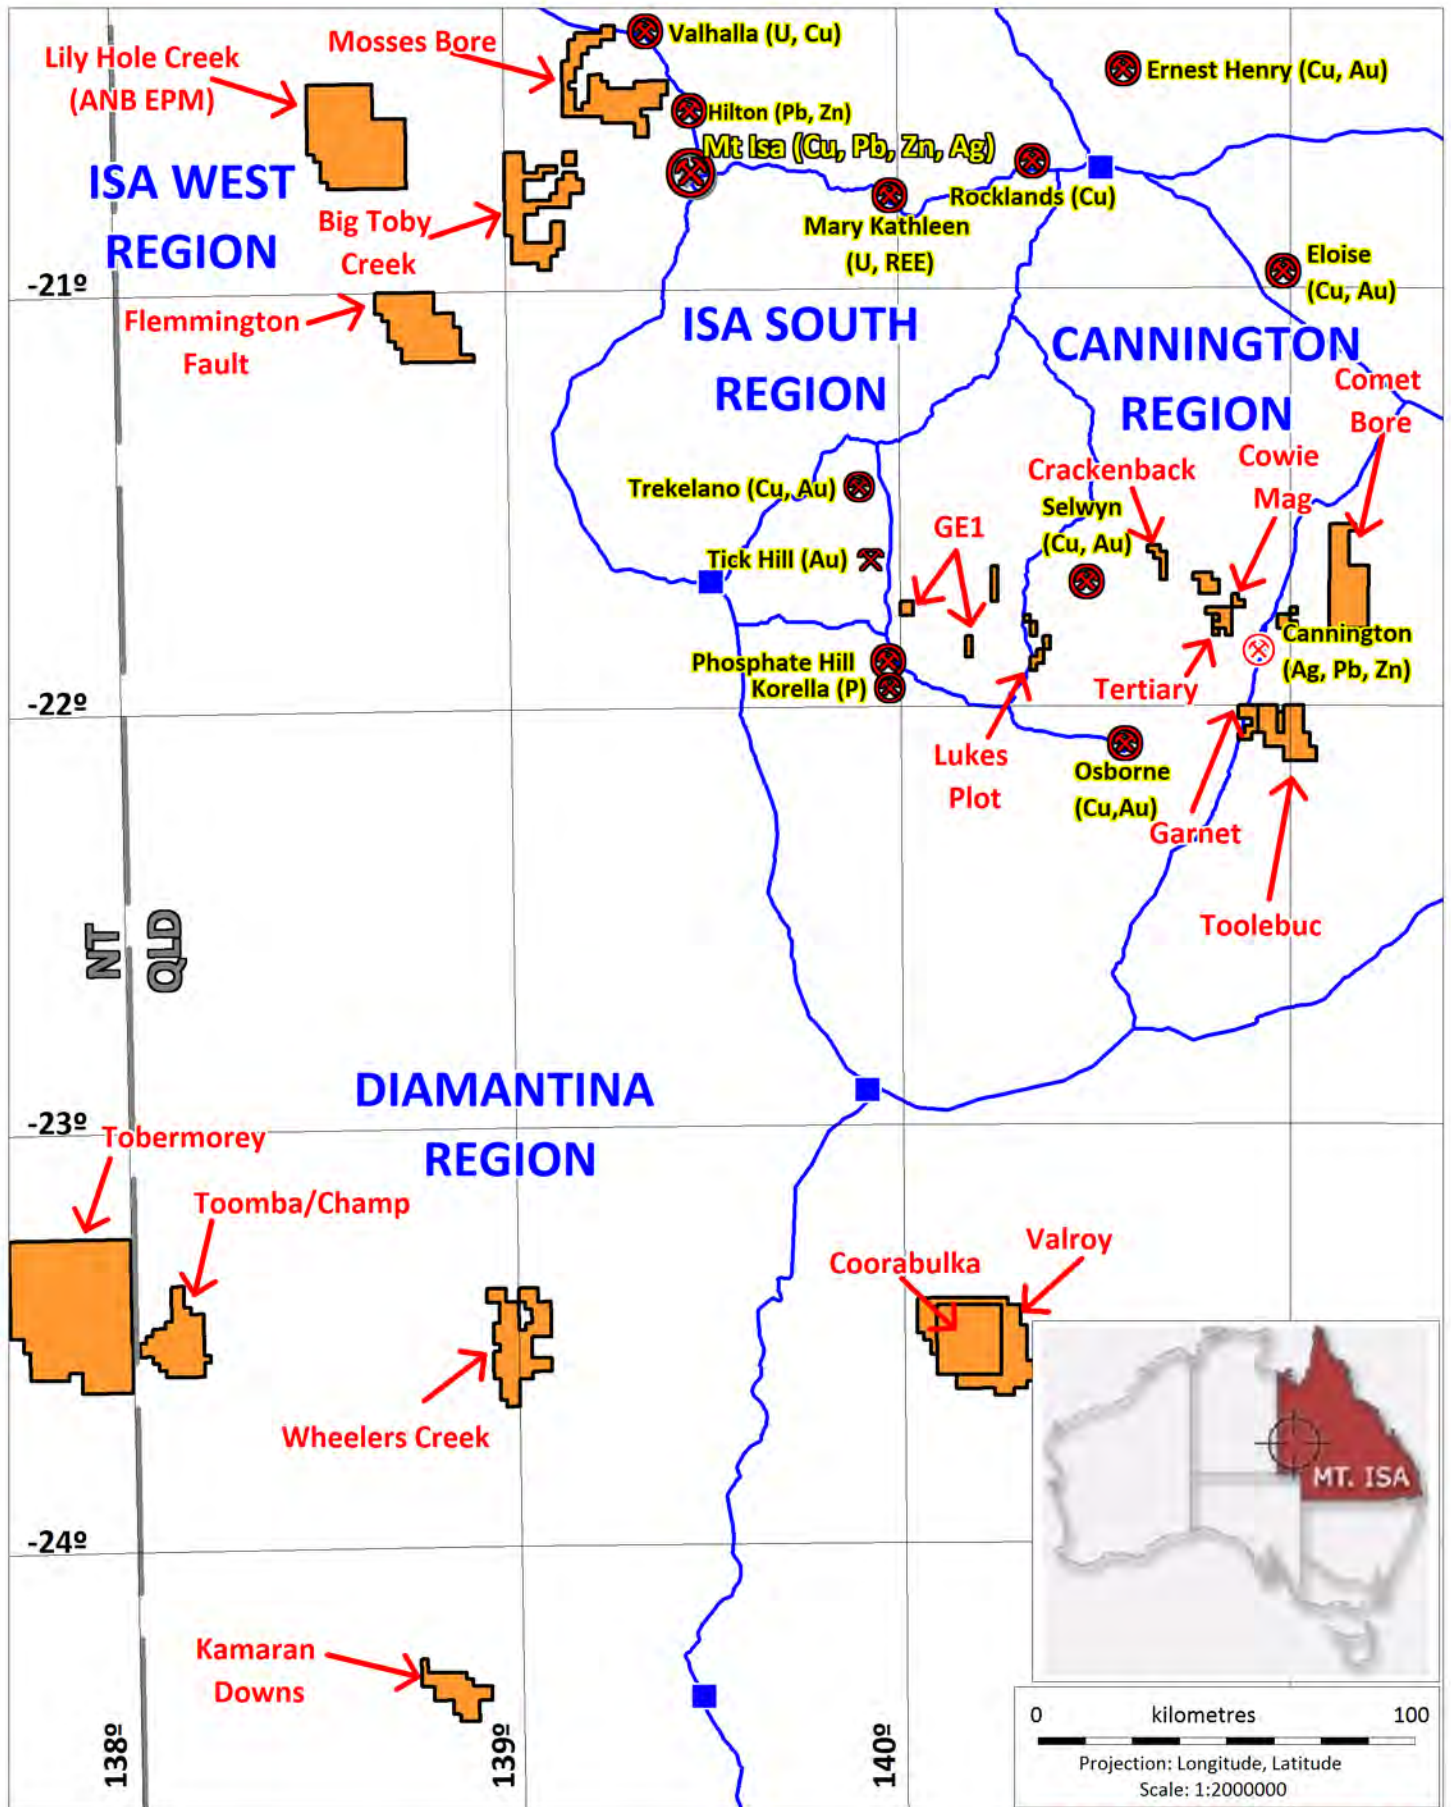 Lily Hole Creek
(ANB EPM)
Mosses Bore
Valhalla (U, Cu)
Ernest Henry (Cu, Au)
Hilton (Pb, Zn)
Mt Isa (Cu, Pb, Zn, Ag)
ISA WEST
REGION
Big Toby
Creek
Rocklands (Cu)
Mary Kathleen
(U, REE)
Eloise
(Cu, Au)
-21º
Flemmington
Fault
ISA SOUTH
REGION
CANNINGTON
REGION
Comet
Bore
Crackenback
Cowie
Mag
Trekelano (Cu, Au)
Selwyn
(Cu, Au)
GE1
Tick Hill (Au)
Phosphate Hill
Korella (P)
Cannington
(Ag, Pb, Zn)
Tertiary
-22º
Lukes
Plot
Osborne
(Cu,Au)
Garnet
Toolebuc
NT
QLD
DIAMANTINA
REGION
-23º
Tobermorey
Toomba/Champ
Coorabulka
Valroy
Wheelers Creek
MT. ISA
-24º
Kamaran
Downs
138º
139º
140º
0 kilometres 100
Projection: Longitude, Latitude
Scale: 1:2000000